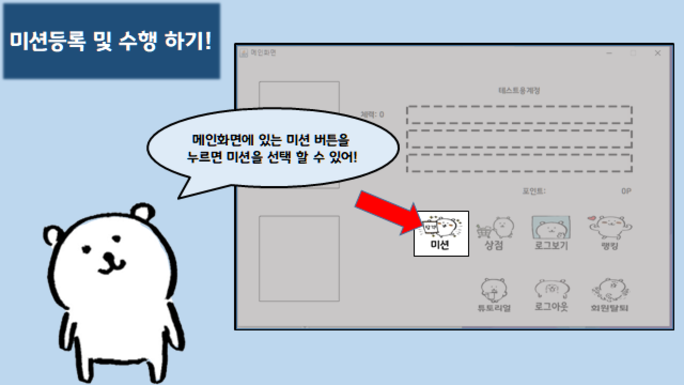 미션등록 및 수행 하기!
메인화면
테스트용계정
체력: 0
메인화면에 있는 미션 버튼을
누르면 미션을 선택 할 수 있어!
포인트: 0P
미션 상점 로그보기 랭킹
튜토리얼 로그아웃 회원탈퇴